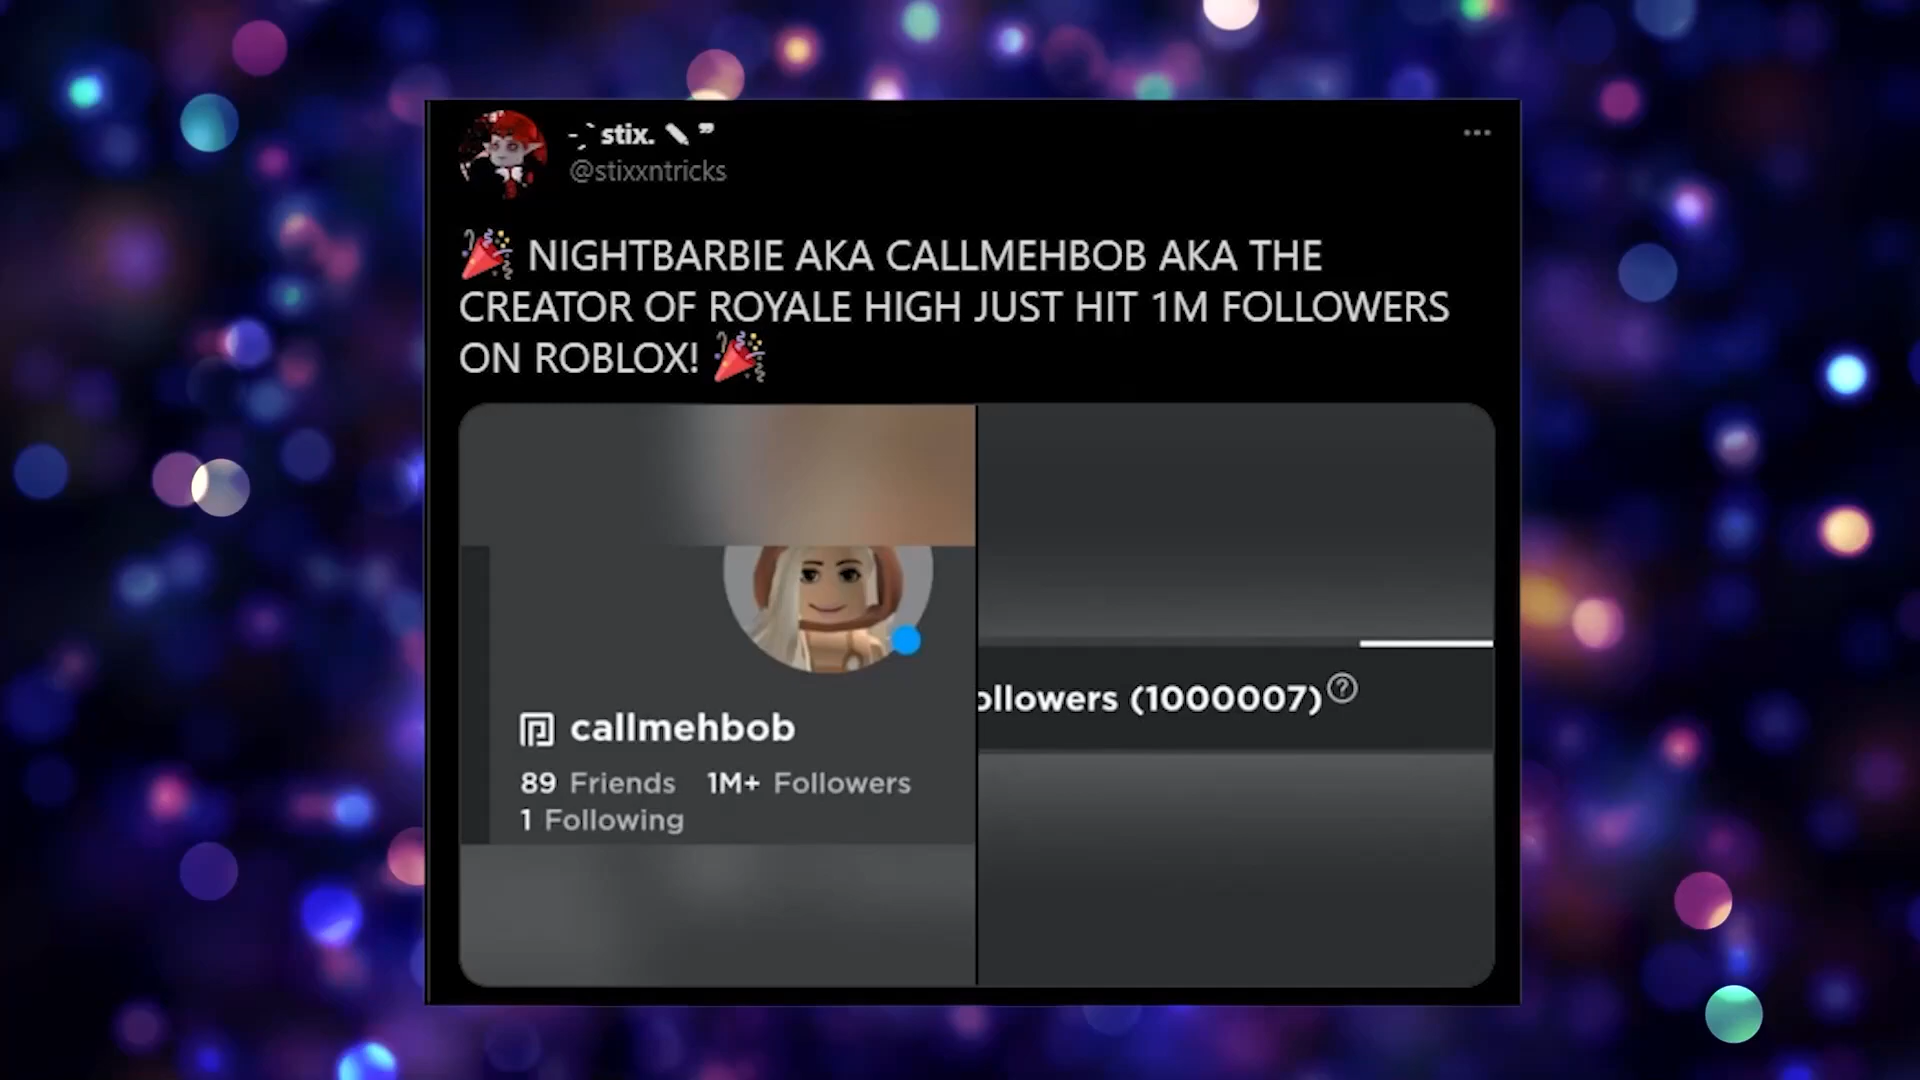 -ˏˋ stix. ✎ ❞
@stixxntricks
🎉 NIGHTBARBIE AKA CALLMEHBOB AKA THE
CREATOR OF ROYALE HIGH JUST HIT 1M FOLLOWERS
ON ROBLOX! 🎉
callmehbob
89 Friends 1M+ Followers
1 Following
ollowers (1000007) ?